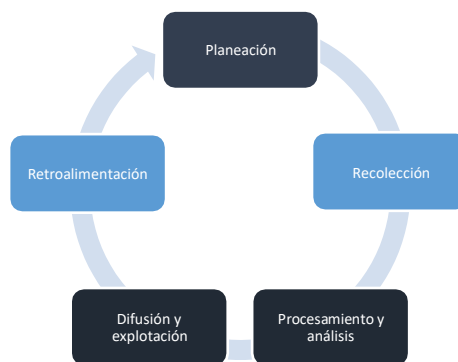 Planeación
Recolección
Procesamiento y
análisis
Difusión y
explotación
Retroalimentación